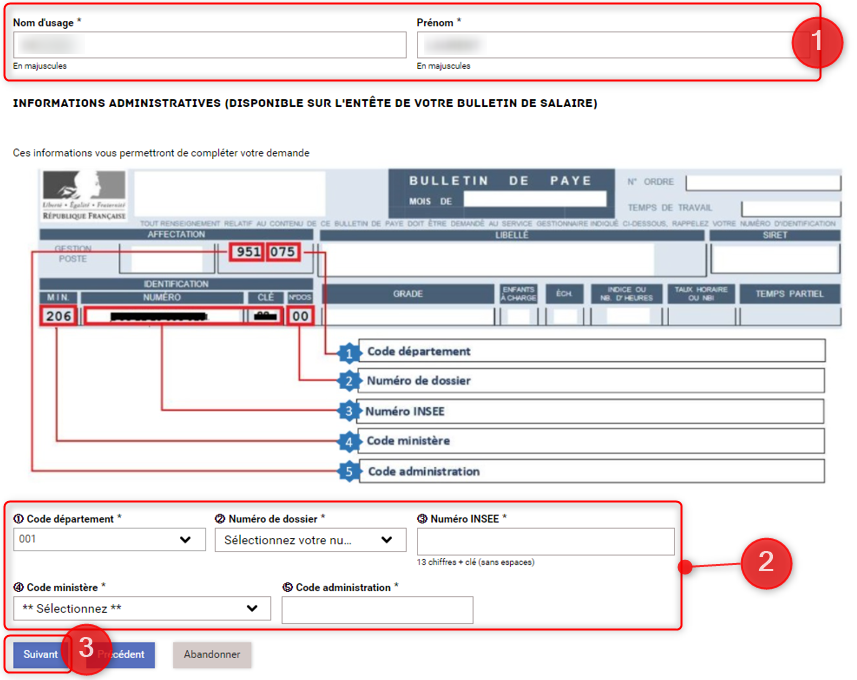 Nom d'usage *
Prénom *
1
En majuscules
En majuscules
INFORMATIONS ADMINISTRATIVES (DISPONIBLE SUR L'ENTÊTE DE VOTRE BULLETIN DE SALAIRE)
Ces informations vous permettront de compléter votre demande
BULLETIN DE PAYE
N° ORDRE
MOIS DE
Liberté • Égalité • Fraternité
TEMPS DE TRAVAIL
RÉPUBLIQUE FRANÇAISE
TOUT RENSEIGNEMENT RELATIF AU CONTENU DE CE BULLETIN DE PAYE DOIT ÊTRE DEMANDÉ AU SERVICE GESTIONNAIRE INDIQUÉ CI-DESSOUS, RAPPELEZ VOTRE NUMÉRO D'IDENTIFICATION
AFFECTATION
LIBELLÉ
SIRET
GESTION
POSTE
951 075
IDENTIFICATION
MIN.
NUMÉRO
CLÉ
N°DOS
GRADE
ENFANTS
À CHARGE
ÉCH.
INDICE OU
NB. D'HEURES
TAUX HORAIRE
OU NBI
TEMPS PARTIEL
206
00
1 Code département
2 Numéro de dossier
3 Numéro INSEE
4 Code ministère
5 Code administration
① Code département *
② Numéro de dossier *
③ Numéro INSEE *
001
Sélectionnez votre nu...
13 chiffres + clé (sans espaces)
2
④ Code ministère *
⑤ Code administration *
** Sélectionnez **
Suivant
3
Précédent
Abandonner